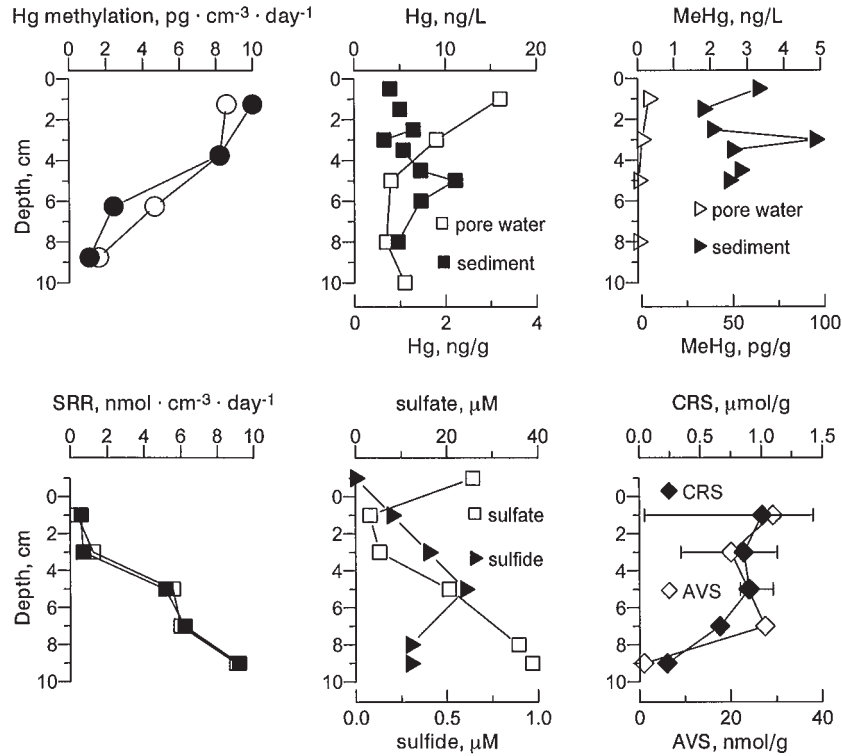 Hg methylation, pg · cm-3 · day-1
0 2 4 6 8 10
Depth, cm
0
2
4
6
8
10
Hg, ng/L
0 10 20
0
2
4
6
8
10
pore water
sediment
0 2 4
Hg, ng/g
MeHg, ng/L
0 1 2 3 4 5
0
2
4
6
8
10
pore water
sediment
0 50 100
MeHg, pg/g
SRR, nmol · cm-3 · day-1
0 2 4 6 8 10
Depth, cm
0
2
4
6
8
10
sulfate, μM
0 20 40
0
2
4
6
8
10
sulfate
sulfide
0.0 0.5 1.0
sulfide, μM
CRS, μmol/g
0.0 0.5 1.0 1.5
0
2
4
6
8
10
CRS
AVS
0 20 40
AVS, nmol/g